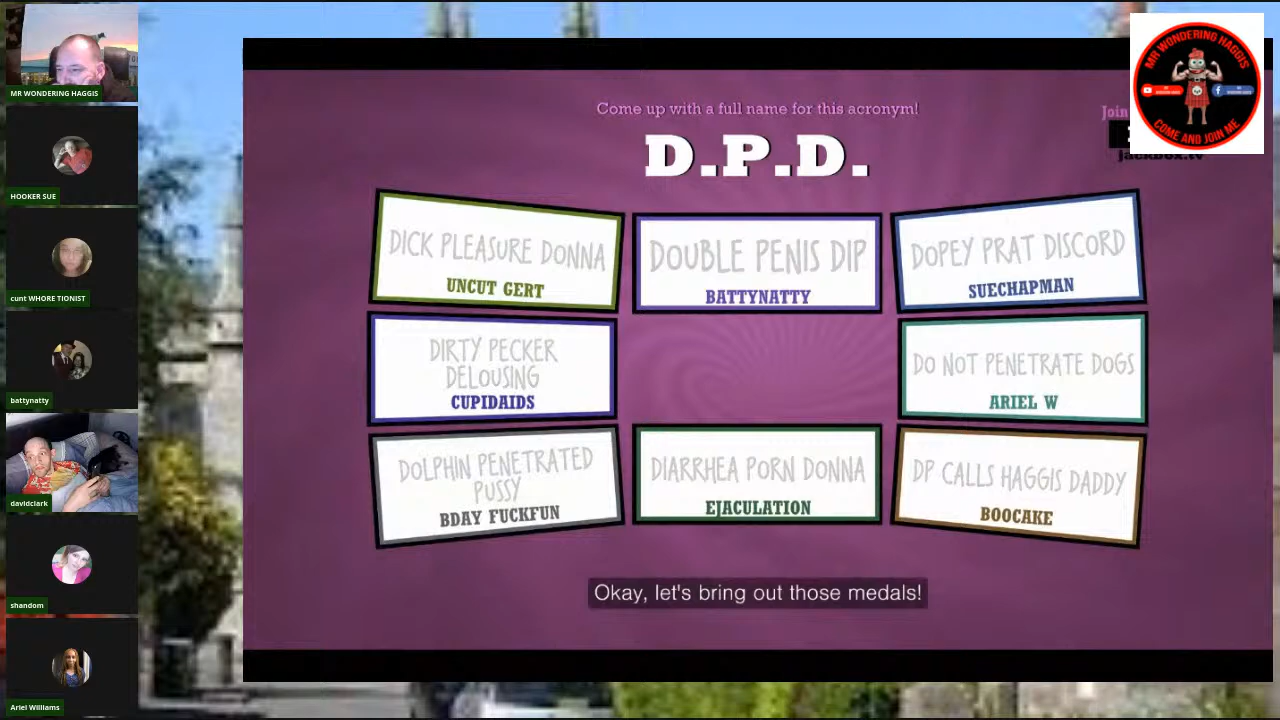 MR WONDERING HAGGIS
HOOKER SUE
cunt WHORE TIONIST
battynatty
davidclark
shandom
Ariel Williams
Come up with a full name for this acronym!
D.P.D.
Join
jackbox.tv
MR WONDERING HAGGIS
COME AND JOIN ME
DICK PLEASURE DONNA
UNCUT GERT
DOUBLE PENIS DIP
BATTYNATTY
DOPEY PRAT DISCORD
SUECHAPMAN
DIRTY PECKER
DELOUSING
CUPIDAIDS
DO NOT PENETRATE DOGS
ARIEL W
DOLPHIN PENETRATED
PUSSY
BDAY FUCKFUN
DIARRHEA PORN DONNA
EJACULATION
DP CALLS HAGGIS DADDY
BOOCAKE
Okay, let's bring out those medals!